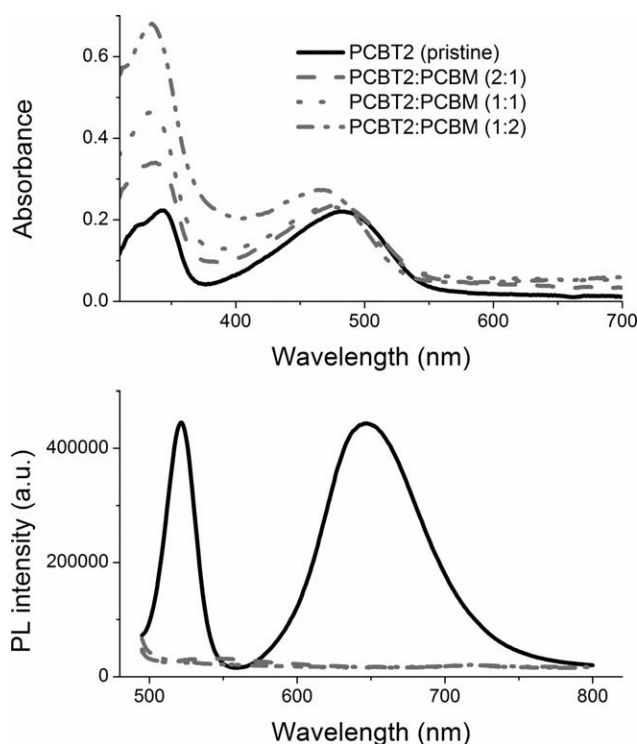 0.6
0.4
0.2
0.0
Absorbance
PCBT2 (pristine)
PCBT2:PCBM (2:1)
PCBT2:PCBM (1:1)
PCBT2:PCBM (1:2)
400 500 600 700
Wavelength (nm)
400000
200000
0
PL intensity (a.u.)
500 600 700 800
Wavelength (nm)